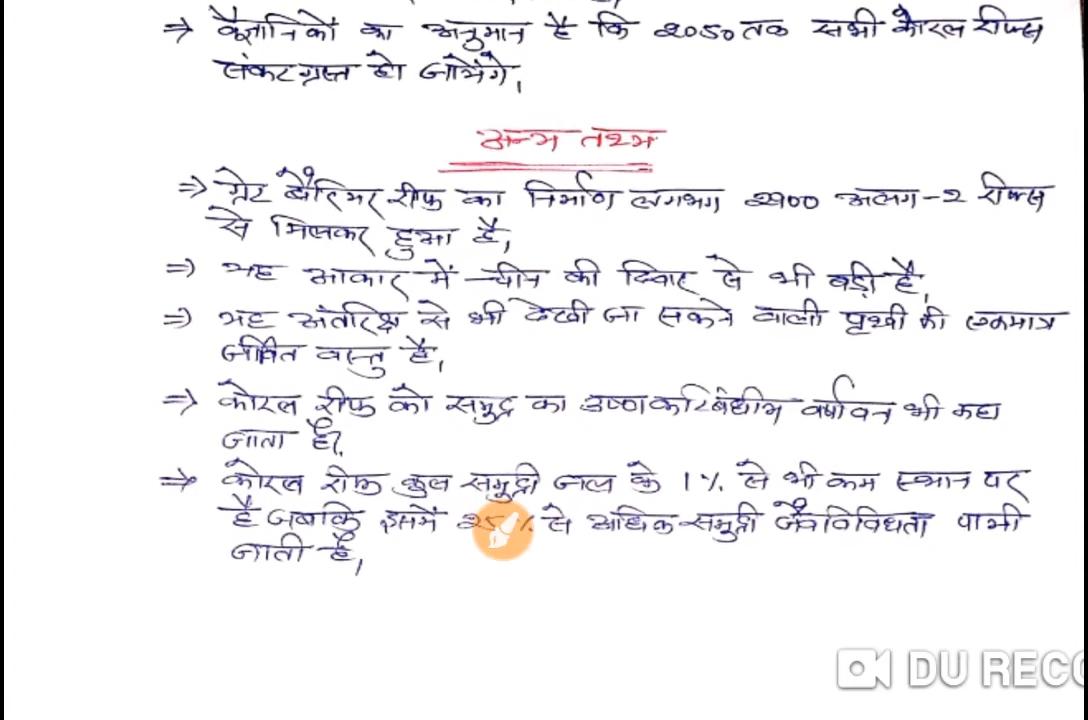 ⇒ वैज्ञानिकों का अनुमान है कि 2050 तक सभी कोरल रीफ्स
संकटग्रस्त हो जायेंगे,
अन्य तथ्य
⇒ ग्रेट बैरियर रीफ का निर्माण लगभग 2900 अलग-2 रीफ्स
से मिलकर हुआ है,
⇒ यह आकार में चीन की दिवार से भी बड़ी है,
⇒ यह अंतरिक्ष से भी देखी जा सकने वाली पृथ्वी की एकमात्र
जीवित वस्तु है,
⇒ कोरल रीफ को समुद्र का उष्णकटिबंधीय वर्षावन भी कहा
जाता है,
⇒ कोरल रीफ कुल समुद्री जल के 1% से भी कम स्थान पर
है जबकि इसमें 25% से अधिक समुद्री जैवविविधता पायी
जाती है,
DU REC